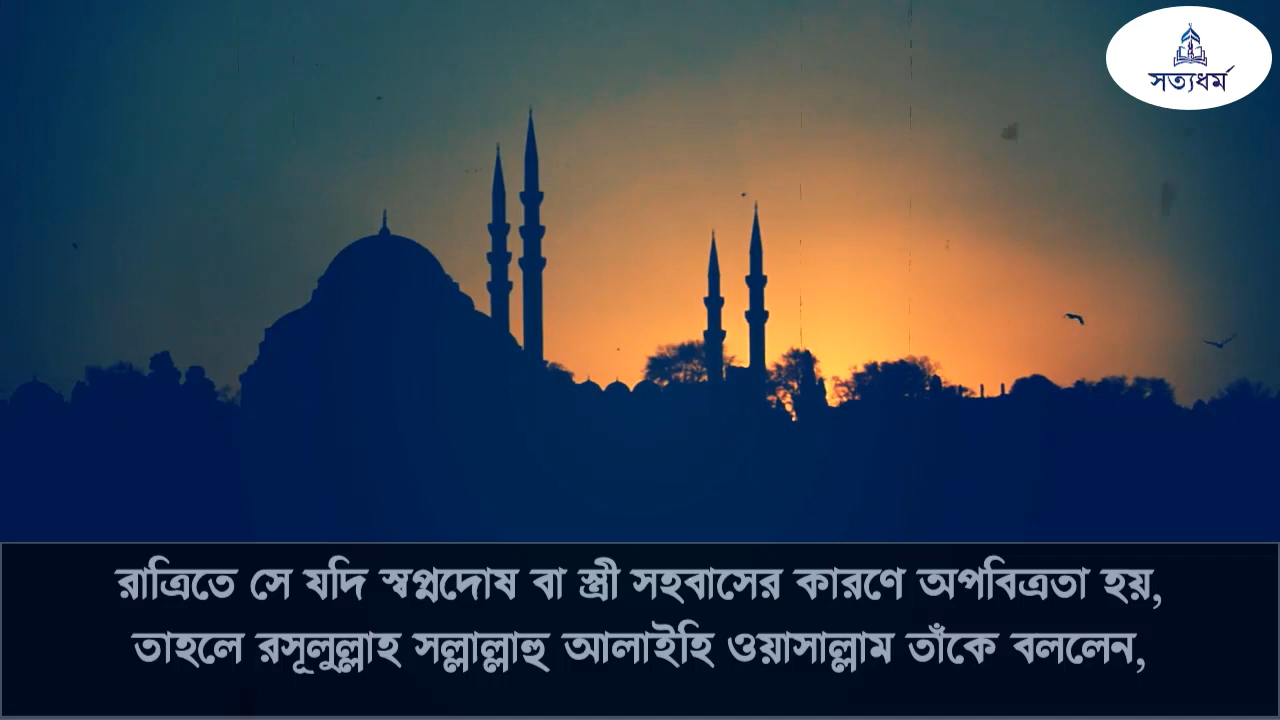 সত্যধর্ম
রাত্রিতে সে যদি স্বপ্নদোষ বা স্ত্রী সহবাসের কারণে অপবিত্রতা হয়,
তাহলে রসূলুল্লাহ সল্লাল্লাহু আলাইহি ওয়াসাল্লাম তাঁকে বললেন,